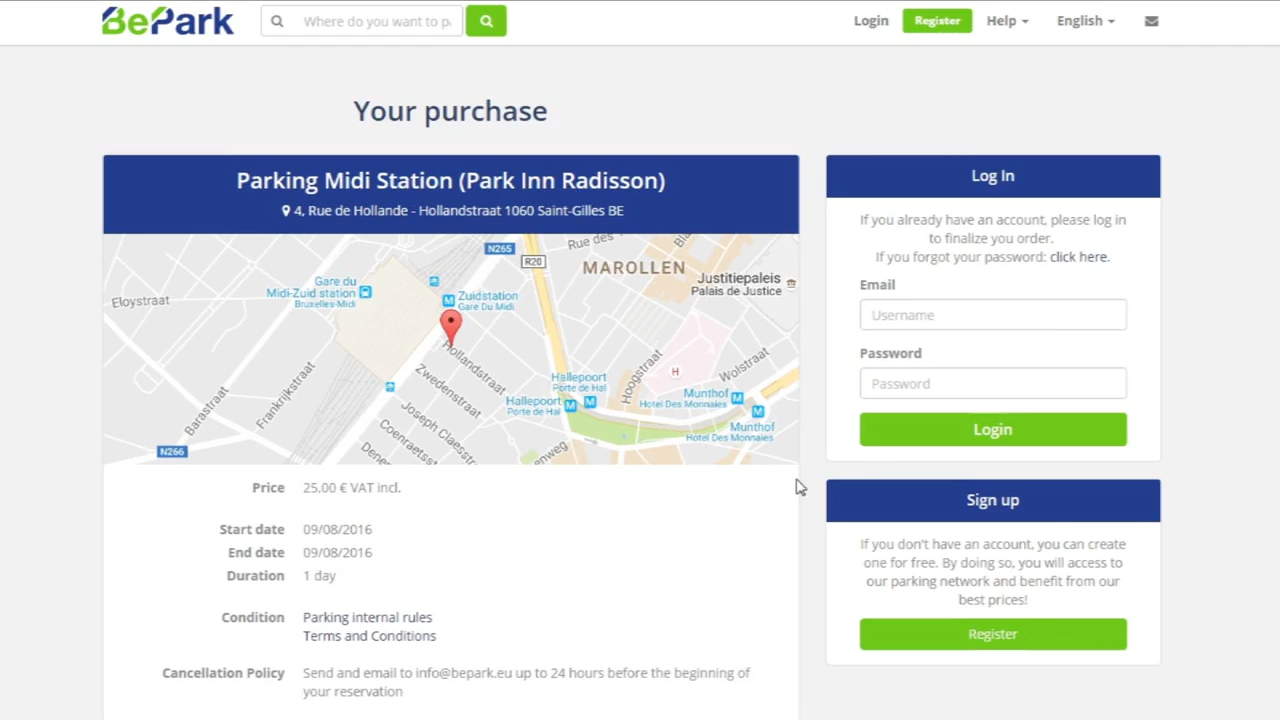 BePark
Where do you want to p
Login
Register
Help
English
Your purchase
Parking Midi Station (Park Inn Radisson)
4, Rue de Hollande - Hollandstraat 1060 Saint-Gilles BE
N265
R20
Rue des
MAROLLEN
Justitiepaleis
Palais de Justice
Gare du
Midi-Zuid station
Bruxelles-Midi
Zuidstation
Gare Du Midi
Eloystraat
Hollandstraat
Zwedenstraat
Joseph Claesstr
Coenraetsst
Dene
Barastraat
Frankrijkstraat
Hallepoort
Porte de Hal
Hallepoort
Porte de Hal
Hoogstraat
H
Wolstraat
Munthof
Hotel Des Monnaies
Munthof
Hotel Des Monnaies
enweg
N266
Price 25,00 € VAT incl.
Start date 09/08/2016
End date 09/08/2016
Duration 1 day
Condition Parking internal rules
Terms and Conditions
Cancellation Policy Send and email to info@bepark.eu up to 24 hours before the beginning of
your reservation
Log In
If you already have an account, please log in
to finalize you order.
If you forgot your password: click here.
Email
Username
Password
Password
Login
Sign up
If you don't have an account, you can create
one for free. By doing so, you will access to
our parking network and benefit from our
best prices!
Register